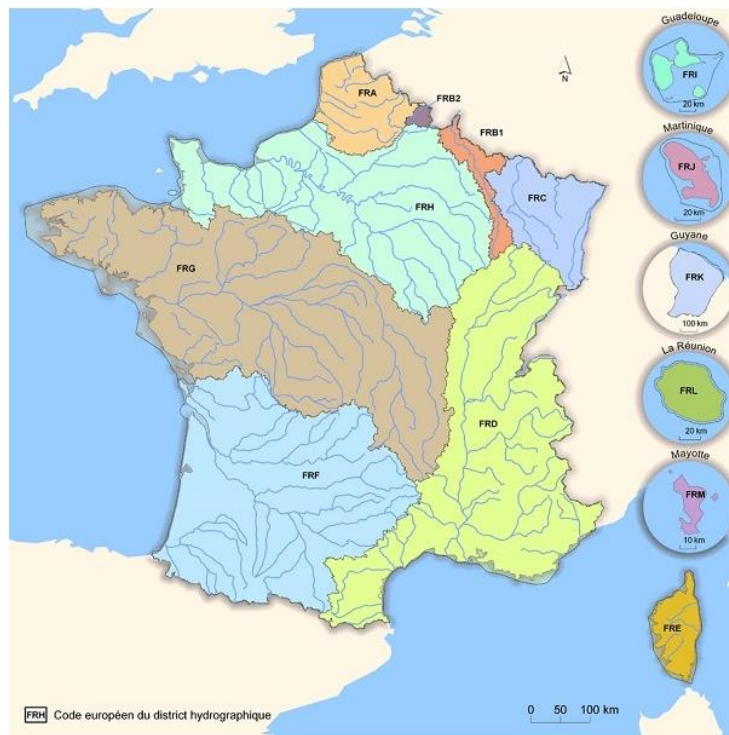 Guadeloupe
FRI
20 km
Martinique
FRJ
20 km
Guyane
FRK
100 km
La Réunion
FRL
20 km
Mayotte
FRM
10 km
FRE
N
FRA
FRB2
FRB1
FRC
FRH
FRG
FRD
FRF
FRH Code européen du district hydrographique
0 50 100 km